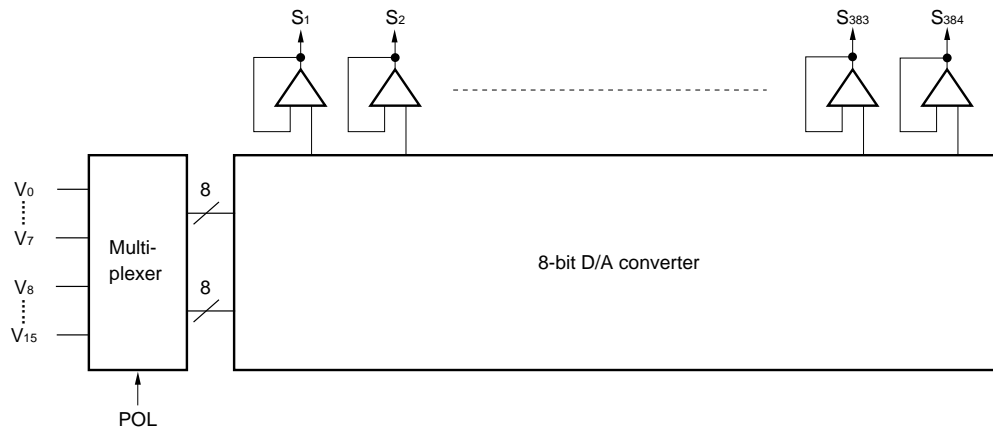 S1 S2 S383 S384
V0
V7
V8
V15
Multi-
plexer
8
8
8-bit D/A converter
POL